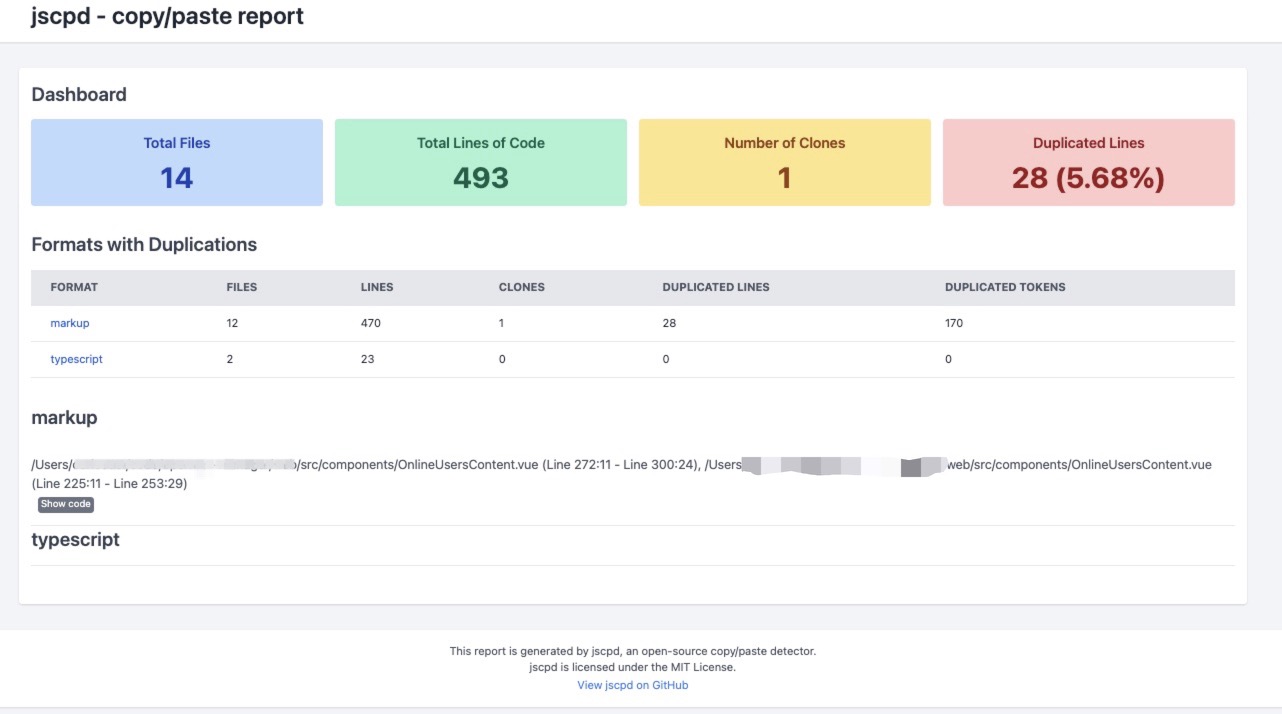 jscpd - copy/paste report
Dashboard
Total Files
14
Total Lines of Code
493
Number of Clones
1
Duplicated Lines
28 (5.68%)
Formats with Duplications
FORMAT FILES LINES CLONES DUPLICATED LINES DUPLICATED TOKENS
markup 12 470 1 28 170
typescript 2 23 0 0 0
markup
/Users/ /src/components/OnlineUsersContent.vue (Line 272:11 - Line 300:24), /Users web/src/components/OnlineUsersContent.vue
(Line 225:11 - Line 253:29)
Show code
typescript
This report is generated by jscpd, an open-source copy/paste detector.
jscpd is licensed under the MIT License.
View jscpd on GitHub